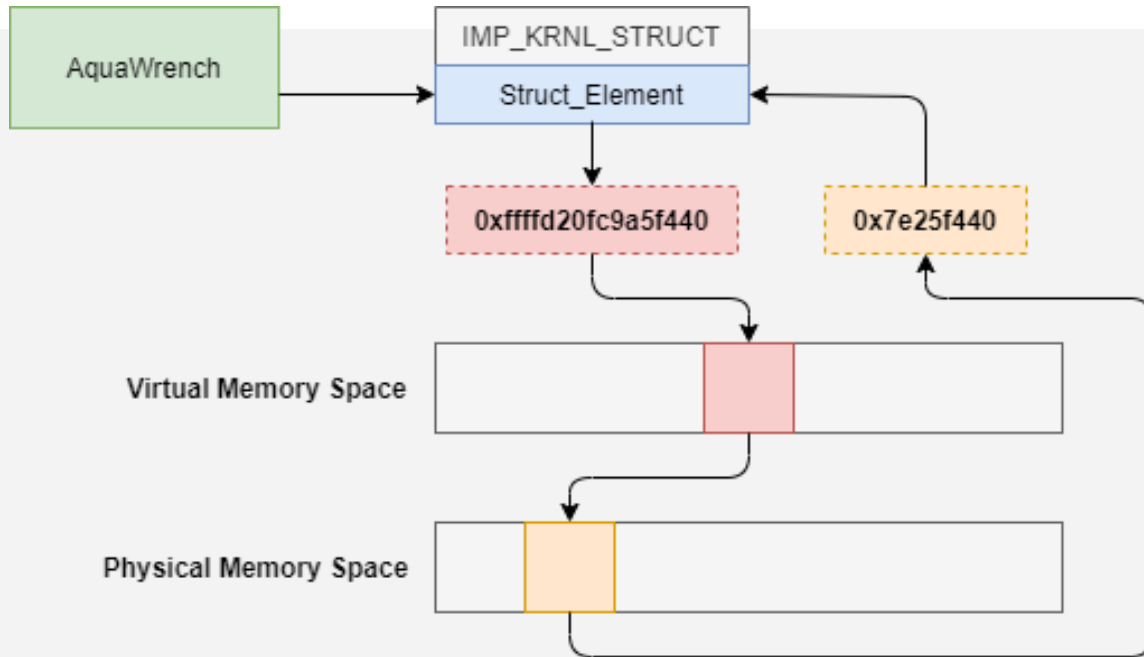 IMP_KRNL_STRUCT
AquaWrench
Struct_Element
0xffffd20fc9a5f440
0x7e25f440
Virtual Memory Space
Physical Memory Space